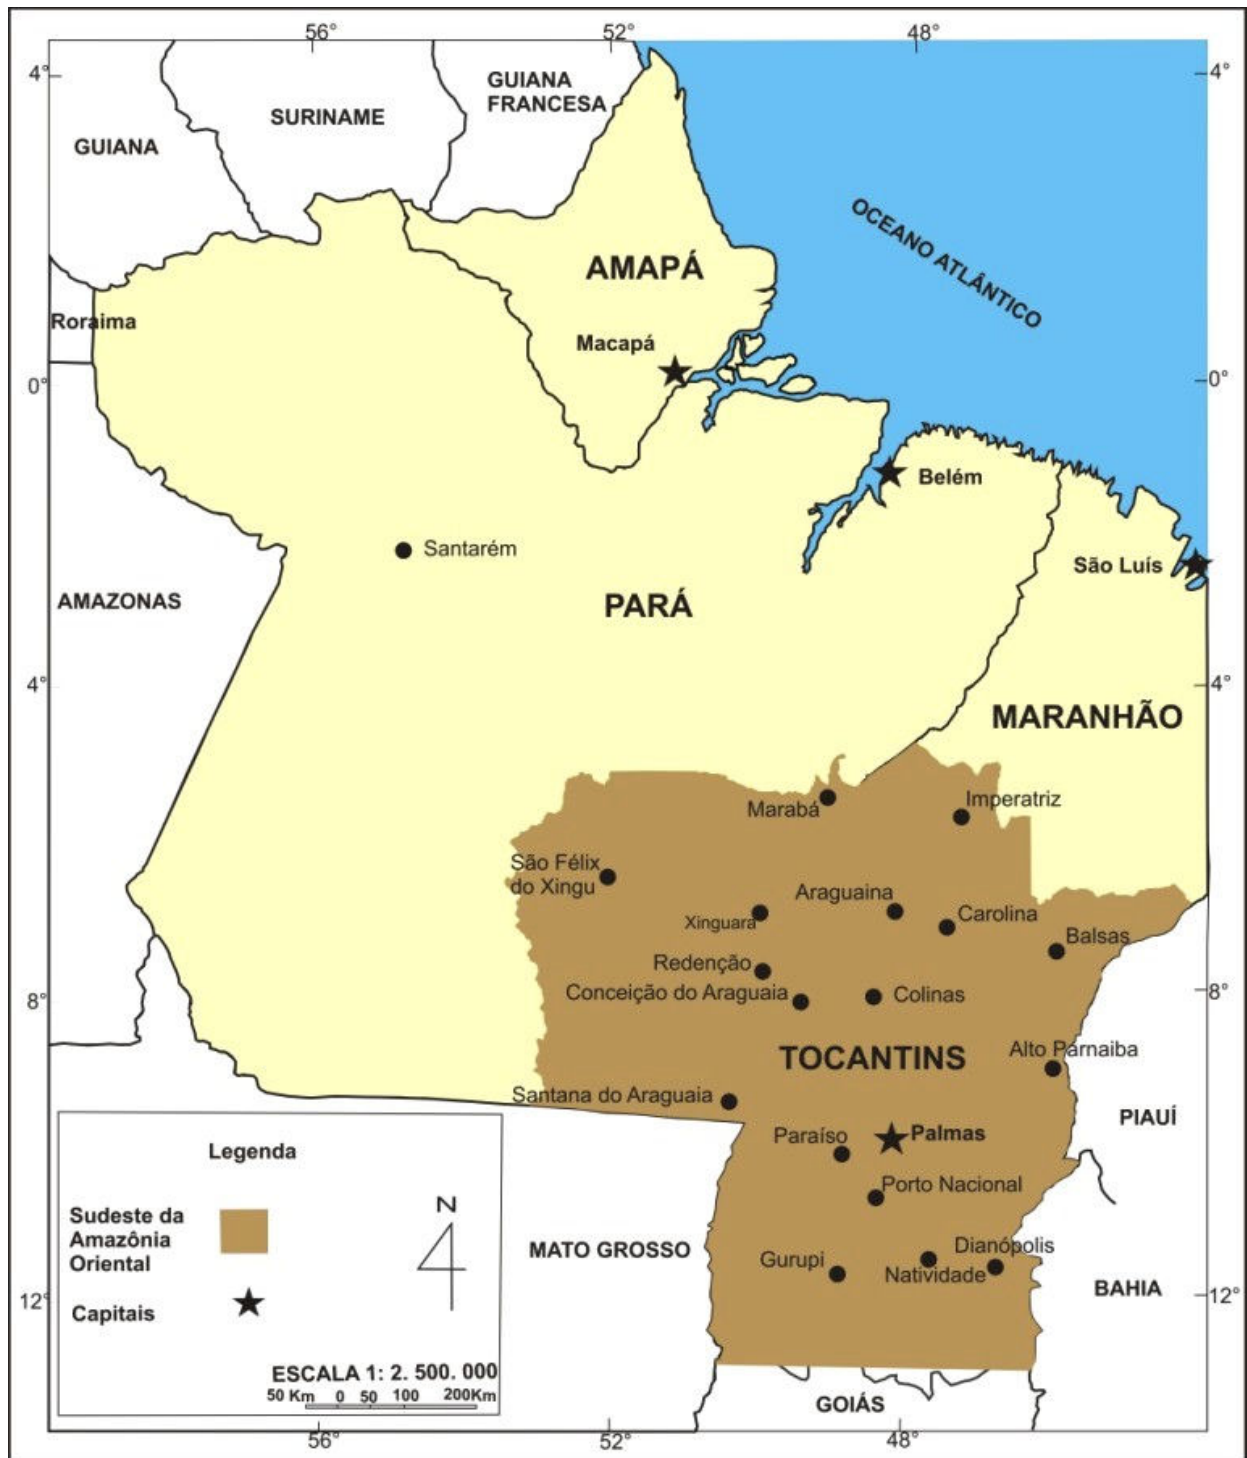 56°
52°
48°
4°
4°
GUIANA
FRANCESA
SURINAME
GUIANA
OCEANO ATLÂNTICO
AMAPÁ
Roraima
Macapá
0°
0°
Belém
Santarém
São Luís
AMAZONAS
PARÁ
4°
4°
MARANHÃO
Marabá
Imperatriz
São Félix
do Xingu
Araguaina
Xinguara
Carolina
Balsas
Redenção
Conceição do Araguaia
Colinas
8°
8°
TOCANTINS
Alto Parnaiba
Santana do Araguaia
PIAUÍ
Paraíso
Palmas
Legenda
Porto Nacional
N
Sudeste da
Amazônia
Oriental
MATO GROSSO
Dianópolis
Gurupi
Natividade
BAHIA
12°
12°
Capitais
ESCALA 1: 2. 500. 000
50 Km 0 50 100 200Km
GOIÁS
56°
52°
48°